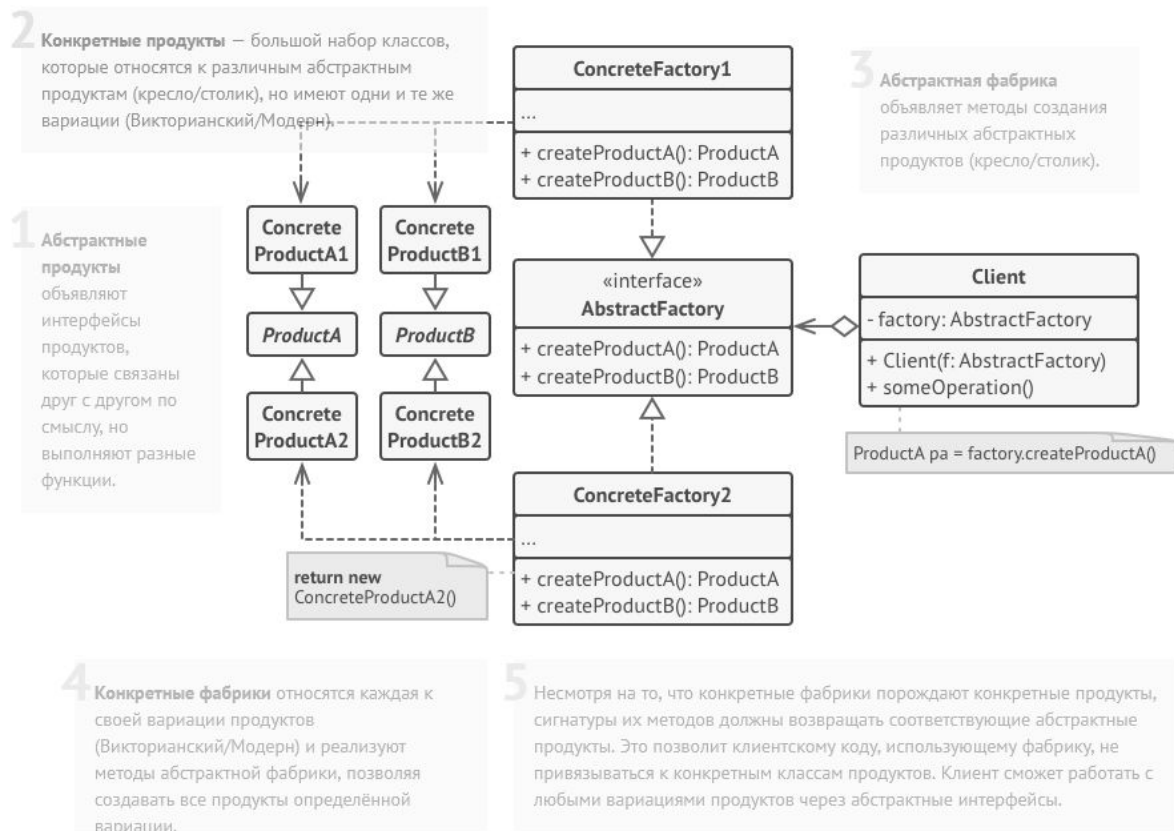 2
Конкретные продукты — большой набор классов,
которые относятся к различным абстрактным
продуктам (кресло/столик), но имеют одни и те же
вариации (Викторианский/Модерн).
ConcreteFactory1
...
+ createProductA(): ProductA
+ createProductB(): ProductB
3
Абстрактная фабрика
объявляет методы создания
различных абстрактных
продуктов (кресло/столик).
1
Абстрактные
продукты
объявляют
интерфейсы
продуктов,
которые связаны
друг с другом по
смыслу, но
выполняют разные
функции.
Concrete
ProductA1
Concrete
ProductB1
ProductA
ProductB
Concrete
ProductA2
Concrete
ProductB2
«interface»
AbstractFactory
+ createProductA(): ProductA
+ createProductB(): ProductB
Client
- factory: AbstractFactory
+ Client(f: AbstractFactory)
+ someOperation()
ProductA pa = factory.createProductA()
ConcreteFactory2
...
+ createProductA(): ProductA
+ createProductB(): ProductB
return new
ConcreteProductA2()
4
Конкретные фабрики относятся каждая к
своей вариации продуктов
(Викторианский/Модерн) и реализуют
методы абстрактной фабрики, позволяя
создавать все продукты определённой
вариации.
5
Несмотря на то, что конкретные фабрики порождают конкретные продукты,
сигнатуры их методов должны возвращать соответствующие абстрактные
продукты. Это позволит клиентскому коду, использующему фабрику, не
привязываться к конкретным классам продуктов. Клиент сможет работать с
любыми вариациями продуктов через абстрактные интерфейсы.